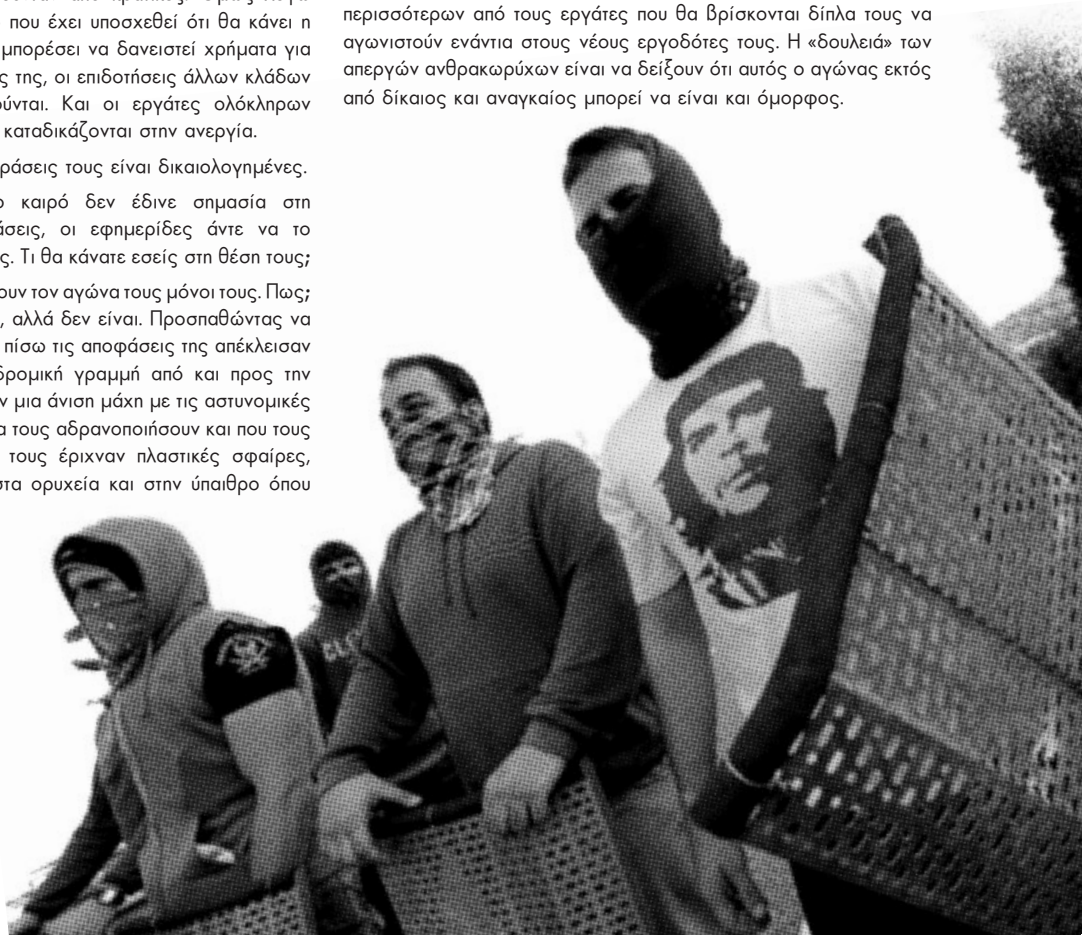 που έχει υποσχεθεί ότι θα κάνει η
μπορέσει να δανειστεί χρήματα για
ς της, οι επιδοτήσεις άλλων κλάδων
ούνται. Και οι εργάτες ολόκληρων
καταδικάζονται στην ανεργία.
ράσεις τους είναι δικαιολογημένες.
ο καιρό δεν έδινε σημασία στη
άσεις, οι εφημερίδες άντε να το
ς. Τι θα κάνατε εσείς στη θέση τους;
ουν τον αγώνα τους μόνοι τους. Πως;
, αλλά δεν είναι. Προσπαθώντας να
πίσω τις αποφάσεις της απέκλεισαν
δρομική γραμμή από και προς την
ν μια άνιση μάχη με τις αστυνομικές
α τους αδρανοποιήσουν και που τους
τους έριχναν πλαστικές σφαίρες,
στα ορυχεία και στην ύπαιθρο όπου
περισσότερων από τους εργάτες που θα βρίσκονται δίπλα τους να
αγωνιστούν ενάντια στους νέους εργοδότες τους. Η «δουλειά» των
απεργών ανθρακωρύχων είναι να δείξουν ότι αυτός ο αγώνας εκτός
από δίκαιος και αναγκαίος μπορεί να είναι και όμορφος.